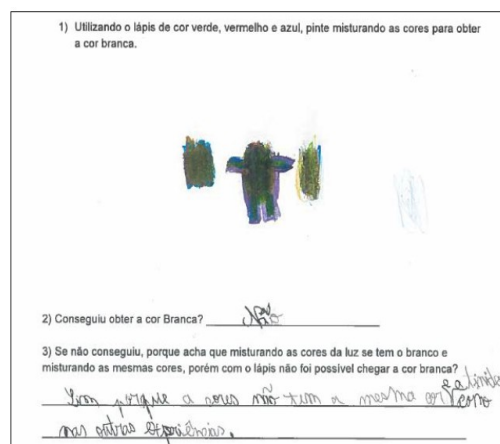 1) Utilizando o lápis de cor verde, vermelho e azul, pinte misturando as cores para obter
a cor branca.
2) Conseguiu obter a cor Branca? Não
3) Se não conseguiu, porque acha que misturando as cores da luz se tem o branco e
misturando as mesmas cores, porém com o lápis não foi possível chegar a cor branca?
porque a cores não tem a mesma cor como
nas outras experiências.